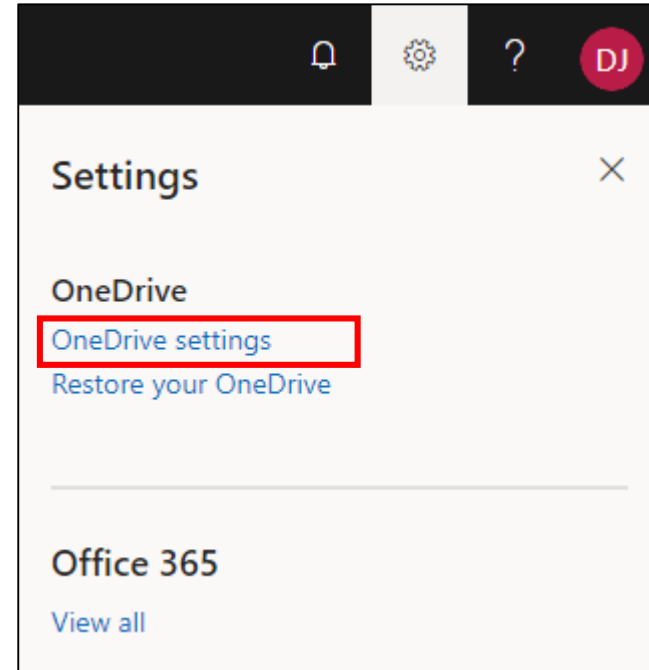 ? DJ
Settings
OneDrive
OneDrive settings
Restore your OneDrive
Office 365
View all